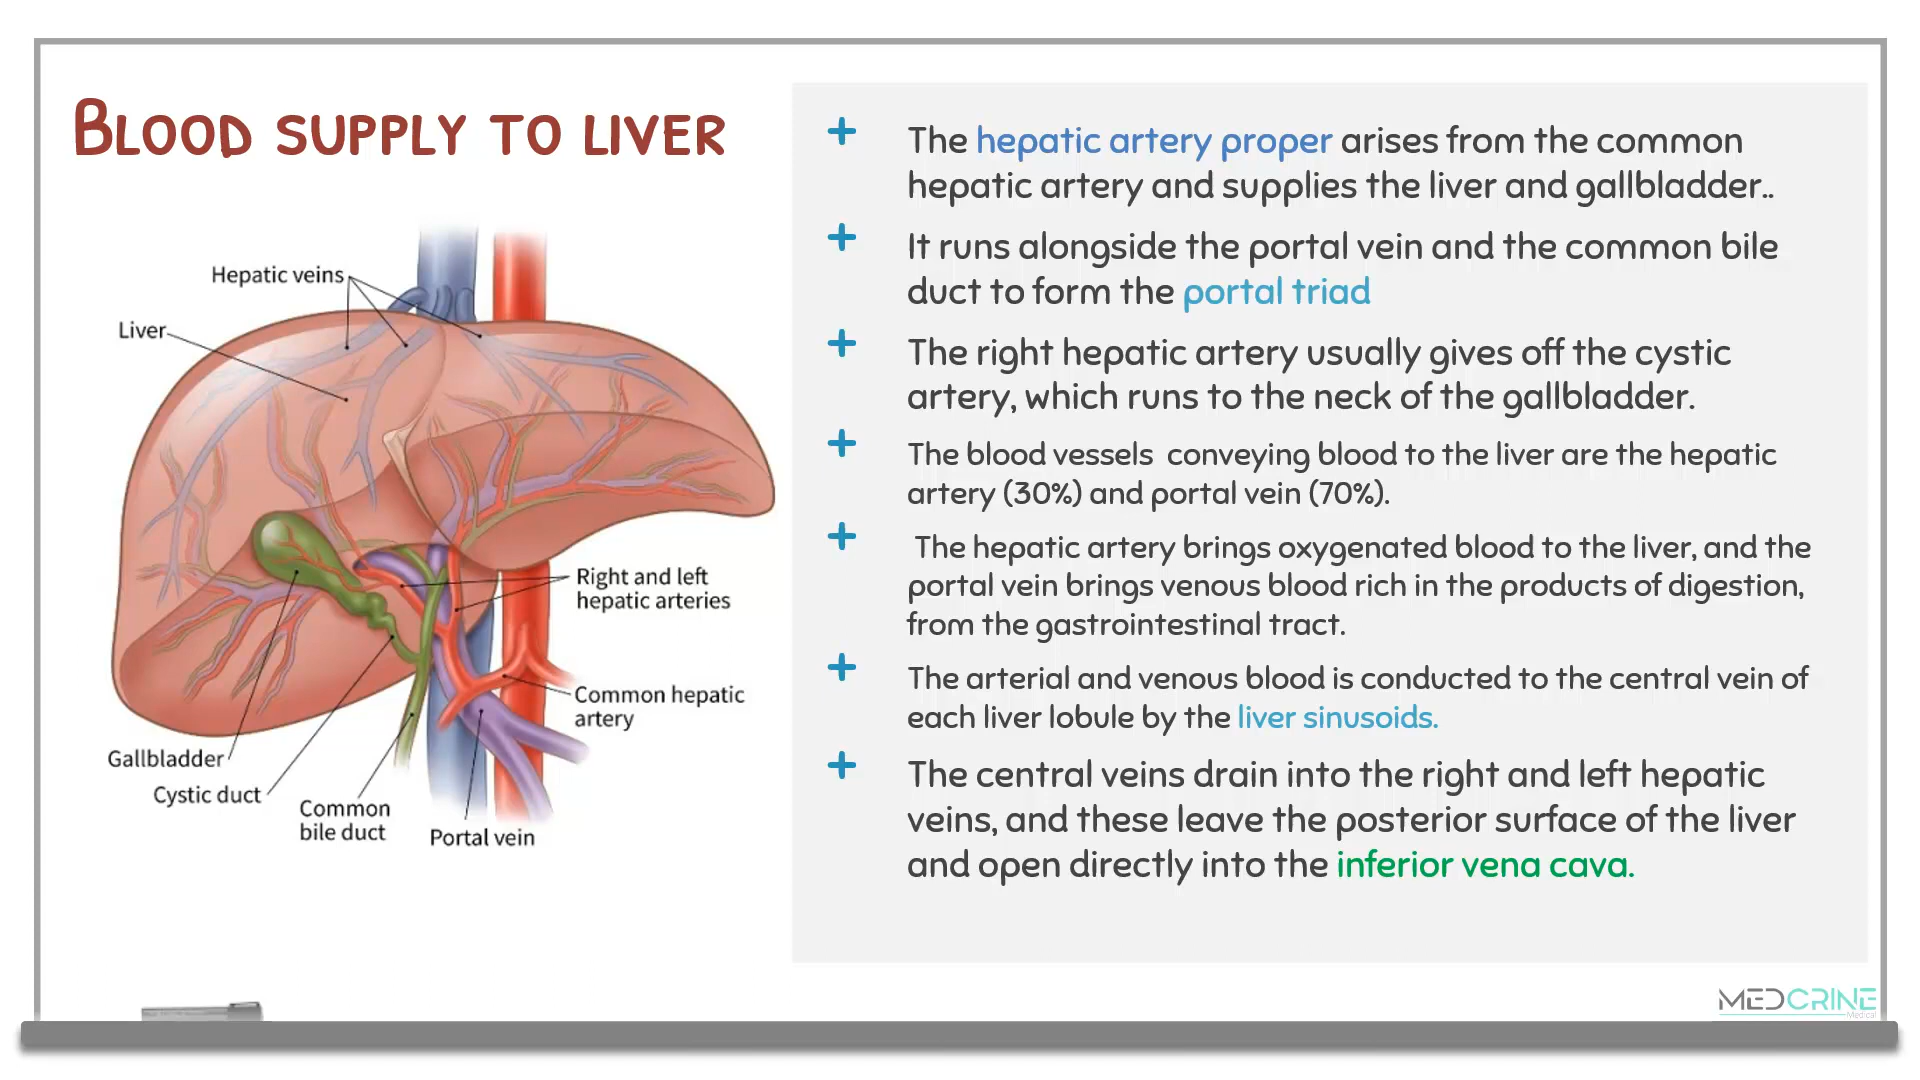 BLOOD SUPPLY TO LIVER
Hepatic veins
Liver
Right and left
hepatic arteries
Common hepatic
artery
Gallbladder
Cystic duct
Common
bile duct
Portal vein
+ The hepatic artery proper arises from the common
hepatic artery and supplies the liver and gallbladder..
+ It runs alongside the portal vein and the common bile
duct to form the portal triad
+ The right hepatic artery usually gives off the cystic
artery, which runs to the neck of the gallbladder.
+ The blood vessels conveying blood to the liver are the hepatic
artery (30%) and portal vein (70%).
+ The hepatic artery brings oxygenated blood to the liver, and the
portal vein brings venous blood rich in the products of digestion,
from the gastrointestinal tract.
+ The arterial and venous blood is conducted to the central vein of
each liver lobule by the liver sinusoids.
+ The central veins drain into the right and left hepatic
veins, and these leave the posterior surface of the liver
and open directly into the inferior vena cava.
MEDCRINE
Medical